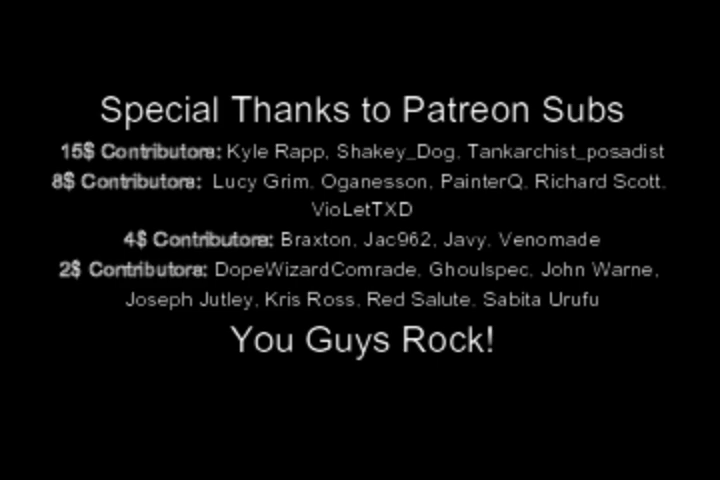 Special Thanks to Patreon Subs
15$ Contributors: Kyle Rapp, Shakey_Dog, Tankarchist_posadist
8$ Contributors: Lucy Grim, Oganesson, PainterQ, Richard Scott,
VioLetTXD
4$ Contributors: Braxton, Jac962, Javy, Venomade
2$ Contributors: DopeWizardComrade, Ghoulspec, John Warne,
Joseph Jutley, Kris Ross, Red Salute, Sabita Urufu
You Guys Rock!